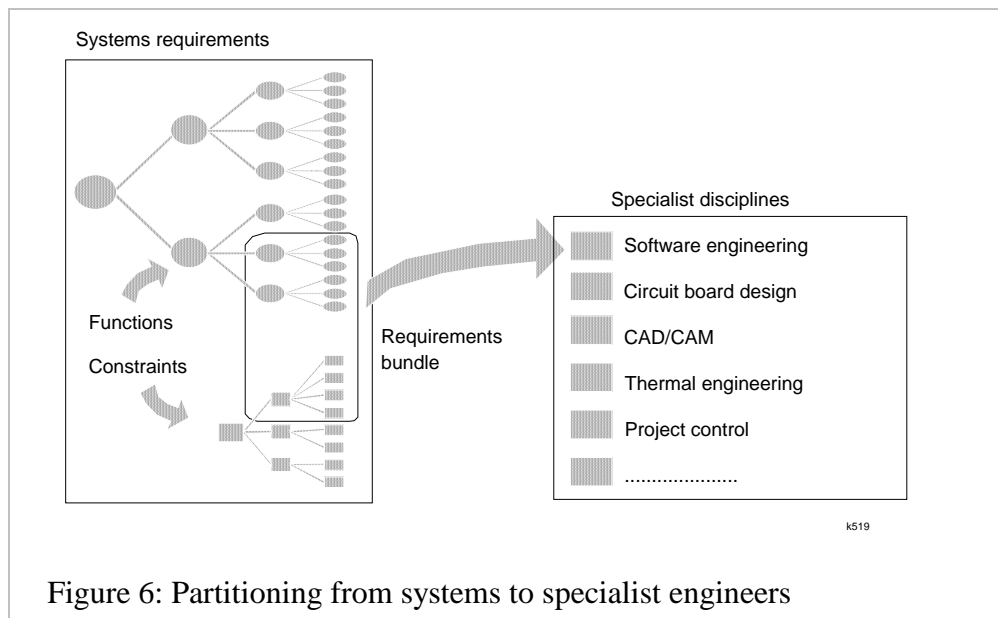 Systems requirements
Functions
Constraints
Requirements
bundle
Specialist disciplines
Software engineering
Circuit board design
CAD/CAM
Thermal engineering
Project control
.....................
k519
Figure 6: Partitioning from systems to specialist engineers